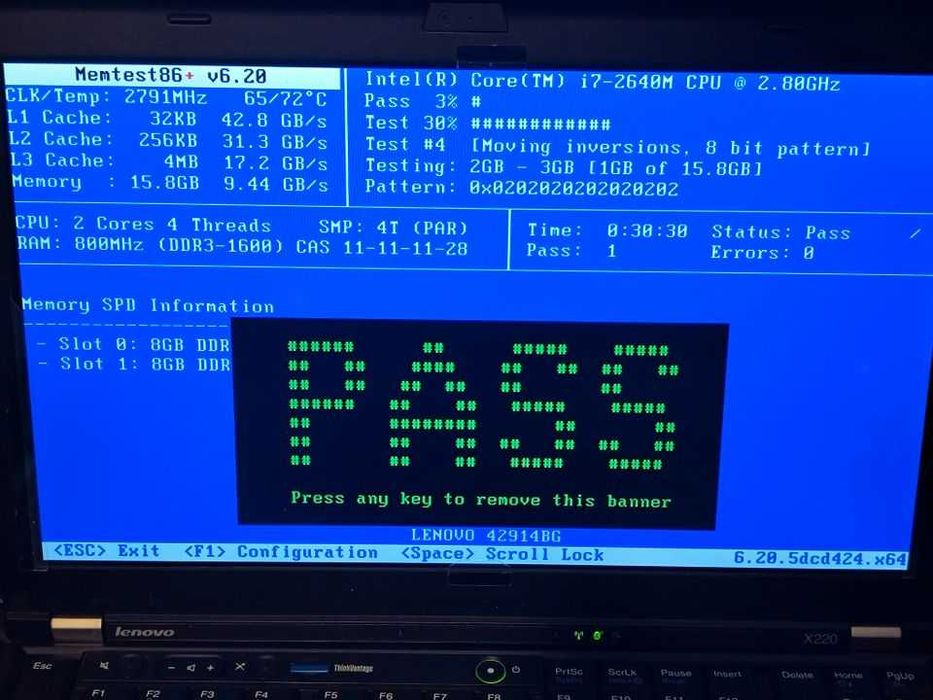 Memtest86+ v6.20
CLK/Temp: 2791MHz 65/72°C
L1 Cache: 32KB 42.8 GB/s
L2 Cache: 256KB 31.3 GB/s
L3 Cache: 4MB 17.2 GB/s
Memory : 15.8GB 9.44 GB/s
Intel(R) Core(TM) i7-2640M CPU @ 2.80GHz
Pass 3% #
Test 30% ############
Test #4 [Moving inversions, 8 bit pattern]
Testing: 2GB - 3GB [1GB of 15.8GB]
Pattern: 0x0202020202020202
CPU: 2 Cores 4 Threads SMP: 4T (PAR)
RAM: 800MHz (DDR3-1600) CAS 11-11-11-28
Time: 0:30:30 Status: Pass /
Pass: 1 Errors: 0
Memory SPD Information
- Slot 0: 8GB DDR
- Slot 1: 8GB DDR
PASS
Press any key to remove this banner
LENOVO 42914BG
<ESC> Exit <F1> Configuration <Space> Scroll Lock 6.20.5dcd424.x64
lenovo X220
Esc ThinkVantage PrtSc ScrLk Pause Insert Delete Home PgUp
F1 F2 F3 F4 F5 F6 F7 F8 F9 F10 F11 F12